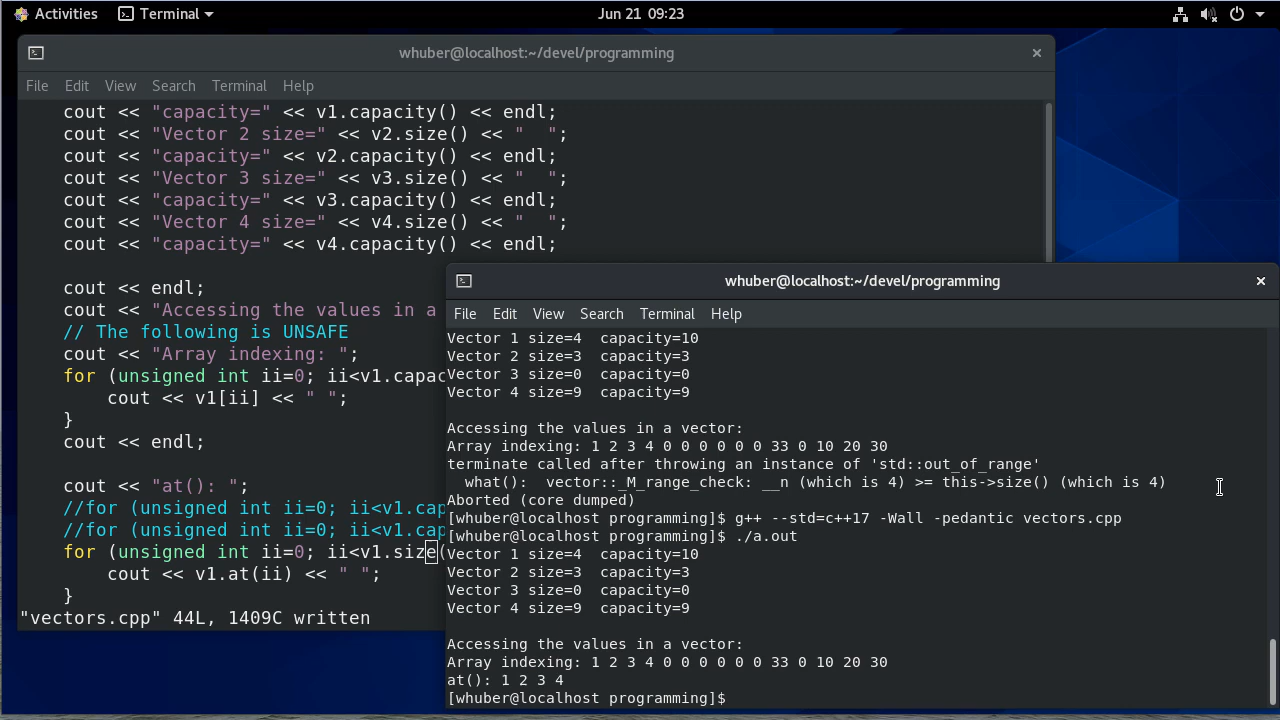 Activities Terminal Jun 21 09:23
whuber@localhost:~/devel/programming
File Edit View Search Terminal Help
cout << "capacity=" << v1.capacity() << endl;
cout << "Vector 2 size=" << v2.size() << "  ";
cout << "capacity=" << v2.capacity() << endl;
cout << "Vector 3 size=" << v3.size() << "  ";
cout << "capacity=" << v3.capacity() << endl;
cout << "Vector 4 size=" << v4.size() << "  ";
cout << "capacity=" << v4.capacity() << endl;
cout << endl;
cout << "Accessing the values in a
// The following is UNSAFE
cout << "Array indexing: ";
for (unsigned int ii=0; ii<v1.capac
cout << v1[ii] << " ";
}
cout << endl;
cout << "at(): ";
//for (unsigned int ii=0; ii<v1.cap
//for (unsigned int ii=0; ii<v1.cap
for (unsigned int ii=0; ii<v1.size(
cout << v1.at(ii) << " ";
}
"vectors.cpp" 44L, 1409C written
whuber@localhost:~/devel/programming
File Edit View Search Terminal Help
Vector 1 size=4  capacity=10
Vector 2 size=3  capacity=3
Vector 3 size=0  capacity=0
Vector 4 size=9  capacity=9
Accessing the values in a vector:
Array indexing: 1 2 3 4 0 0 0 0 0 0 33 0 10 20 30
terminate called after throwing an instance of 'std::out_of_range'
what():  vector::_M_range_check: __n (which is 4) >= this->size() (which is 4)
Aborted (core dumped)
[whuber@localhost programming]$ g++ --std=c++17 -Wall -pedantic vectors.cpp
[whuber@localhost programming]$ ./a.out
Vector 1 size=4  capacity=10
Vector 2 size=3  capacity=3
Vector 3 size=0  capacity=0
Vector 4 size=9  capacity=9
Accessing the values in a vector:
Array indexing: 1 2 3 4 0 0 0 0 0 0 33 0 10 20 30
at(): 1 2 3 4
[whuber@localhost programming]$